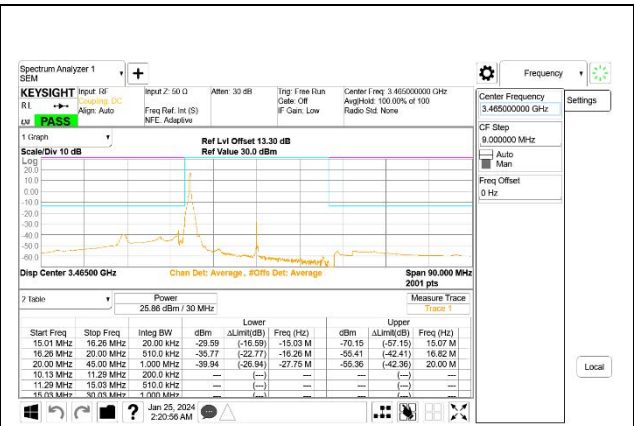 Spectrum Analyzer 1
SEM
Frequency
KEYSIGHT Input: RF Input Z: 50 Ω Atten: 30 dB Trig: Free Run Center Freq: 3.465000000 GHz
RL Coupling: DC Gate: Off Avg|Hold: 100.00% of 100
Align: Auto Freq Ref: Int (S) IF Gain: Low Radio Std: None
PASS NFE: Adaptive
Center Frequency
3.465000000 GHz
Settings
CF Step
9.000000 MHz
Auto
Man
Freq Offset
0 Hz
1 Graph
Ref Lvl Offset 13.30 dB
Scale/Div 10 dB Ref Value 30.0 dBm
Log
20.0
10.0
0.00
-10.0
-20.0
-30.0
-40.0
-50.0
-60.0
Disp Center 3.46500 GHz Chan Det: Average , #Offs Det: Average Span 90.000 MHz
2001 pts
2 Table Power Measure Trace
25.86 dBm / 30 MHz Trace 1
Lower Upper
Start Freq Stop Freq Integ BW dBm ΔLimit(dB) Freq (Hz) dBm ΔLimit(dB) Freq (Hz)
15.01 MHz 16.26 MHz 20.00 kHz -29.59 (-16.59) -15.03 M -70.15 (-57.15) 15.07 M
16.26 MHz 20.00 MHz 510.0 kHz -35.77 (-22.77) -16.26 M -55.41 (-42.41) 16.82 M
20.00 MHz 45.00 MHz 1.000 MHz -39.94 (-26.94) -27.75 M -55.36 (-42.36) 20.00 M
10.13 MHz 11.29 MHz 200.0 kHz --- (---) --- --- (---) ---
11.29 MHz 15.03 MHz 510.0 kHz --- (---) --- --- (---) ---
15.03 MHz 30.03 MHz 1.000 MHz --- (---) --- --- (---) ---
Local
Jan 25, 2024
2:20:56 AM